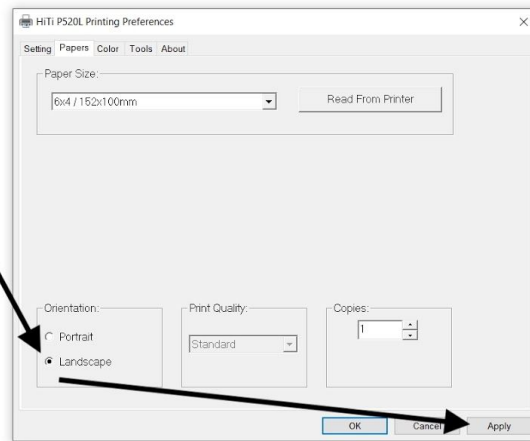 HiTi P520L Printing Preferences
Setting Papers Color Tools About
Paper Size:
6x4 / 152x100mm
Read From Printer
Orientation:
Portrait
Landscape
Print Quality:
Standard
Copies:
1
OK Cancel Apply